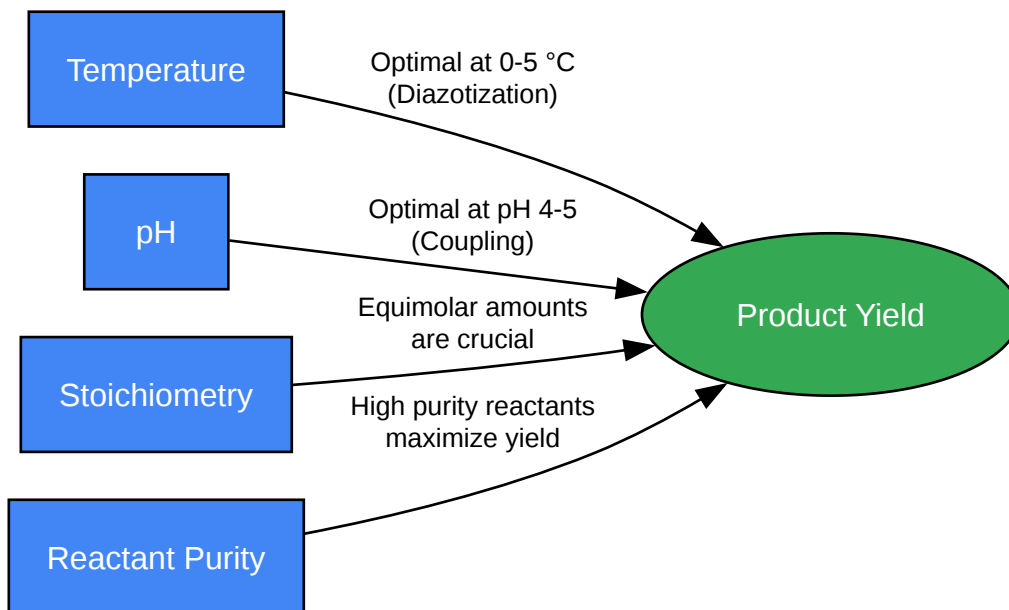 Temperature
Optimal at 0-5 °C
(Diazotization)
pH
Optimal at pH 4-5
(Coupling)
Stoichiometry
Equimolar amounts
are crucial
Reactant Purity
High purity reactants
maximize yield
Product Yield